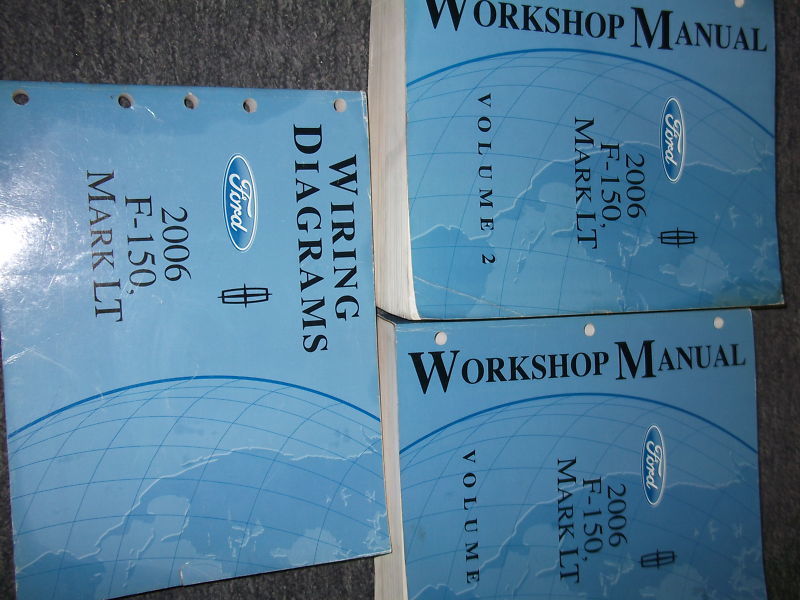 WIRING
DIAGRAMS
Ford
2006
F-150,
MARK LT
WORKSHOP MANUAL
Ford
2006
F-150,
MARK LT
VOLUME 2
WORKSHOP MANUAL
Ford
2006
F-150,
MARK LT
VOLUME